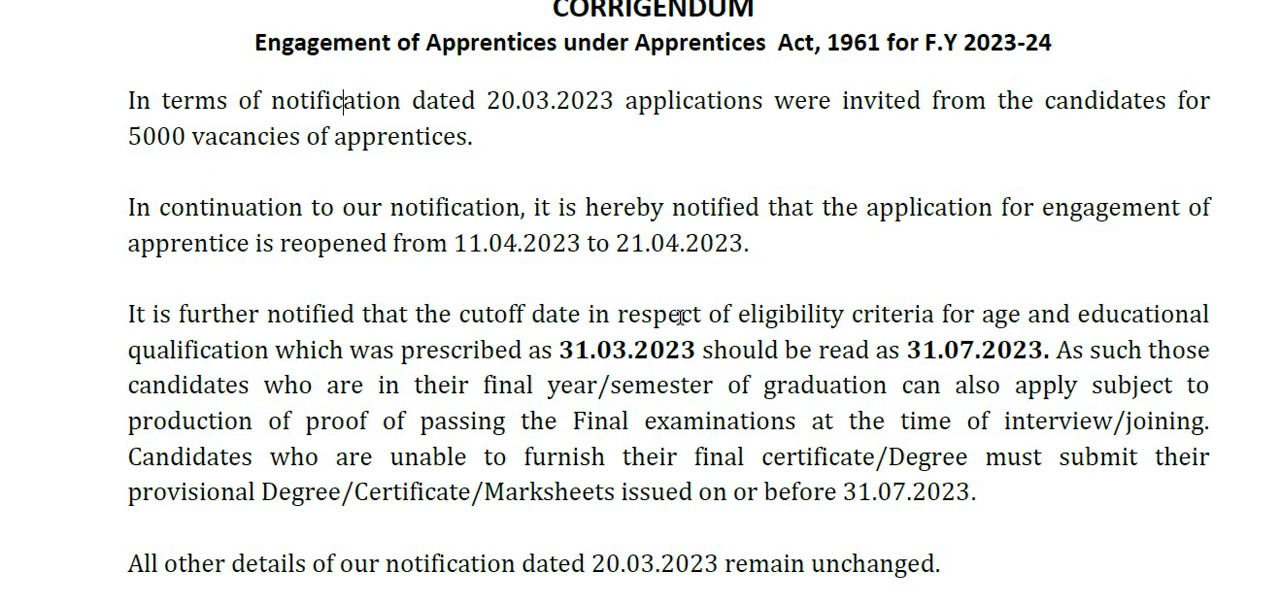 CORRIGENDUM
Engagement of Apprentices under Apprentices Act, 1961 for F.Y 2023-24
In terms of notification dated 20.03.2023 applications were invited from the candidates for
5000 vacancies of apprentices.
In continuation to our notification, it is hereby notified that the application for engagement of
apprentice is reopened from 11.04.2023 to 21.04.2023.
It is further notified that the cutoff date in respect of eligibility criteria for age and educational
qualification which was prescribed as 31.03.2023 should be read as 31.07.2023. As such those
candidates who are in their final year/semester of graduation can also apply subject to
production of proof of passing the Final examinations at the time of interview/joining.
Candidates who are unable to furnish their final certificate/Degree must submit their
provisional Degree/Certificate/Marksheets issued on or before 31.07.2023.
All other details of our notification dated 20.03.2023 remain unchanged.